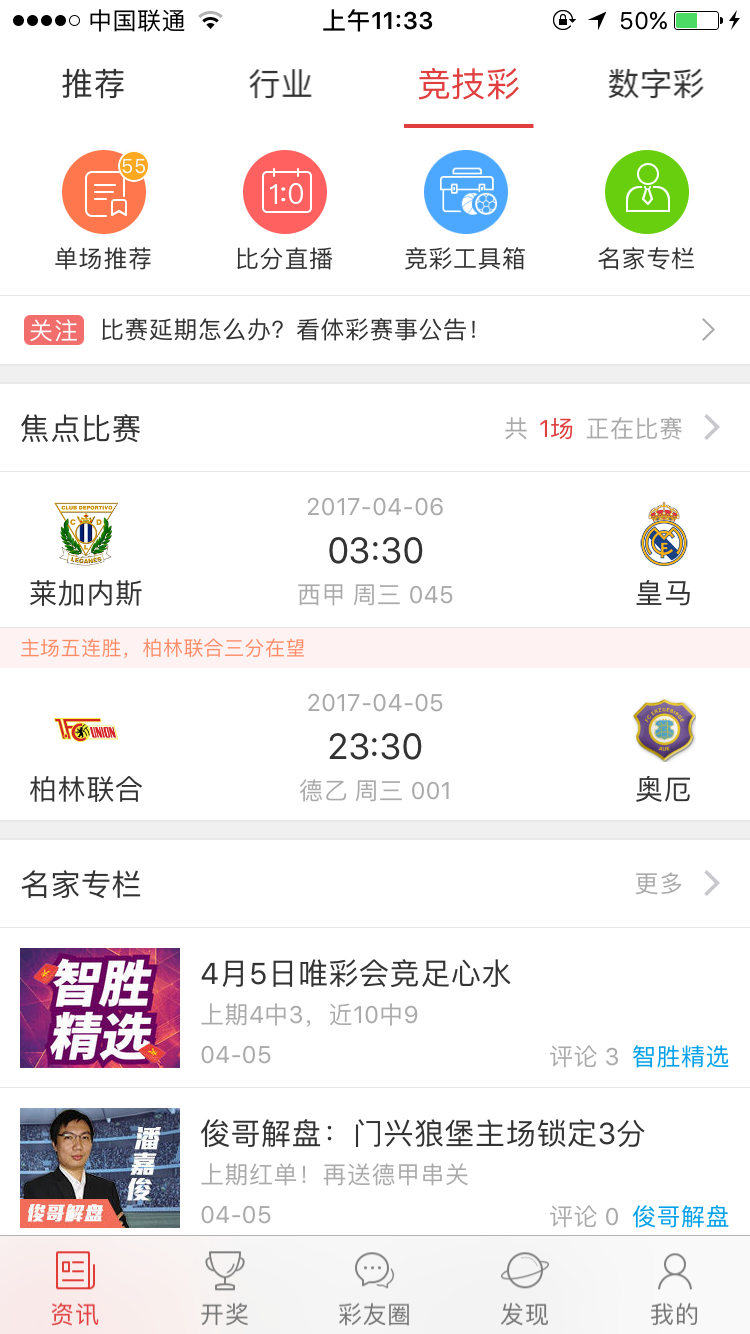 中国联通 上午11:33 50%
推荐 行业 竞技彩 数字彩
55
1:0
单场推荐 比分直播 竞彩工具箱 名家专栏
关注 比赛延期怎么办？看体彩赛事公告！
焦点比赛 共 1场 正在比赛
CLUB DEPORTIVO
C D
L
LEGANÉS
2017-04-06
03:30
莱加内斯 西甲 周三 045 皇马
主场五连胜，柏林联合三分在望
1.FC UNION
FC ERZGEBIRGE
AUE
2017-04-05
23:30
柏林联合 德乙 周三 001 奥厄
名家专栏 更多
智胜
精选
4月5日唯彩会竞足心水
上期4中3，近10中9
04-05 评论 3 智胜精选
潘嘉俊
俊哥解盘
俊哥解盘：门兴狼堡主场锁定3分
上期红单！再送德甲串关
04-05 评论 0 俊哥解盘
资讯 开奖 彩友圈 发现 我的